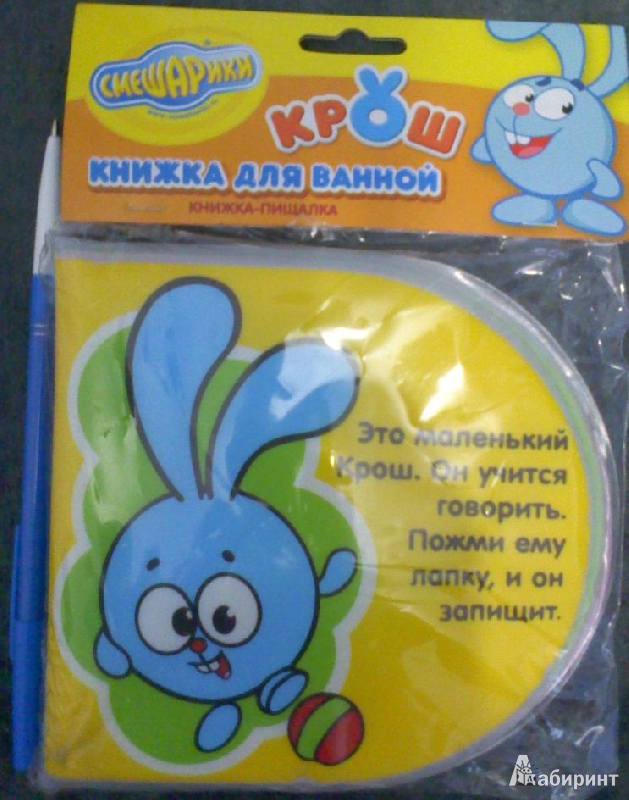 СМЕШАРИКИ
КРОШ
КНИЖКА ДЛЯ ВАННОЙ
КНИЖКА-ПИЩАЛКА
Это маленький
Крош. Он учится
говорить.
Пожми ему
лапку, и он
запищит.
Лабиринт